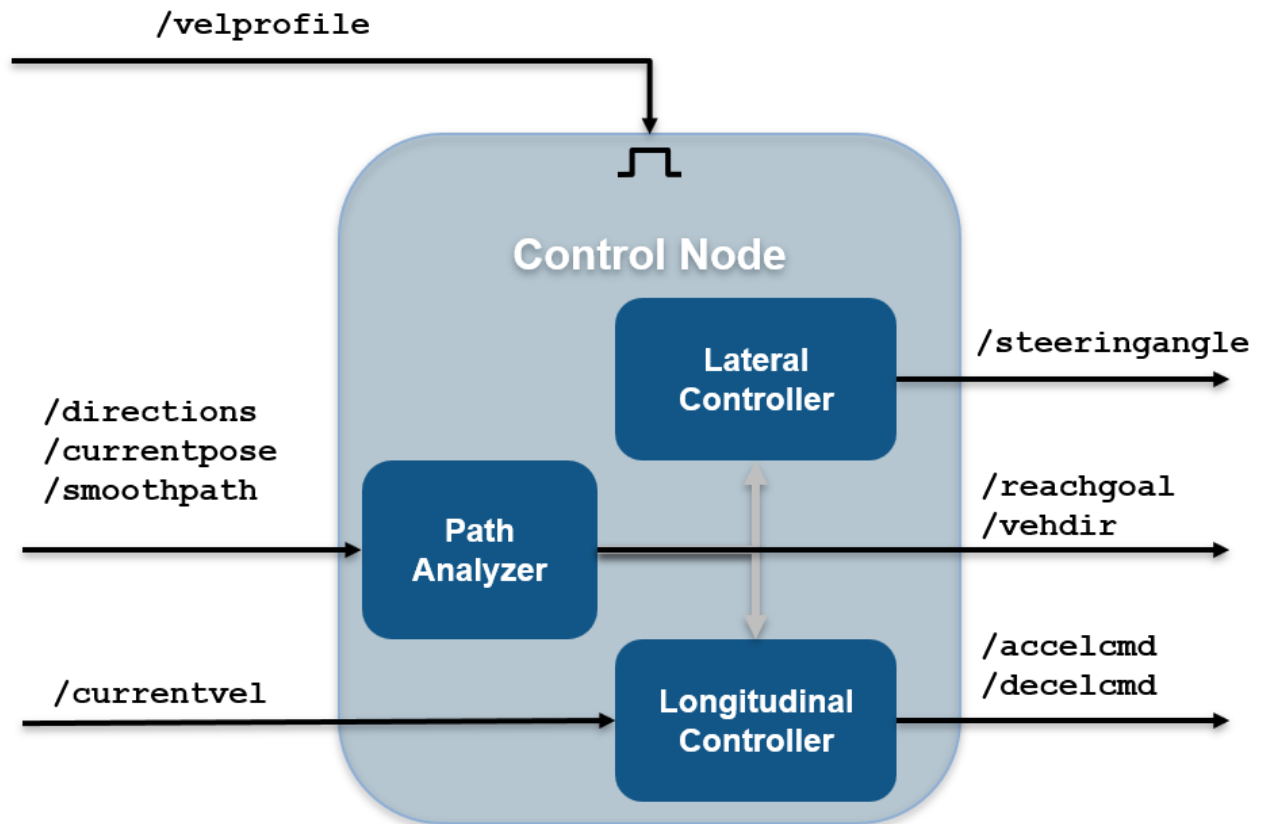 /velprofile
Control Node
Lateral
Controller
/steeringangle
/directions
/currentpose
/smoothpath
Path
Analyzer
/reachgoal
/vehdir
/currentvel
Longitudinal
Controller
/accelcmd
/decelcmd